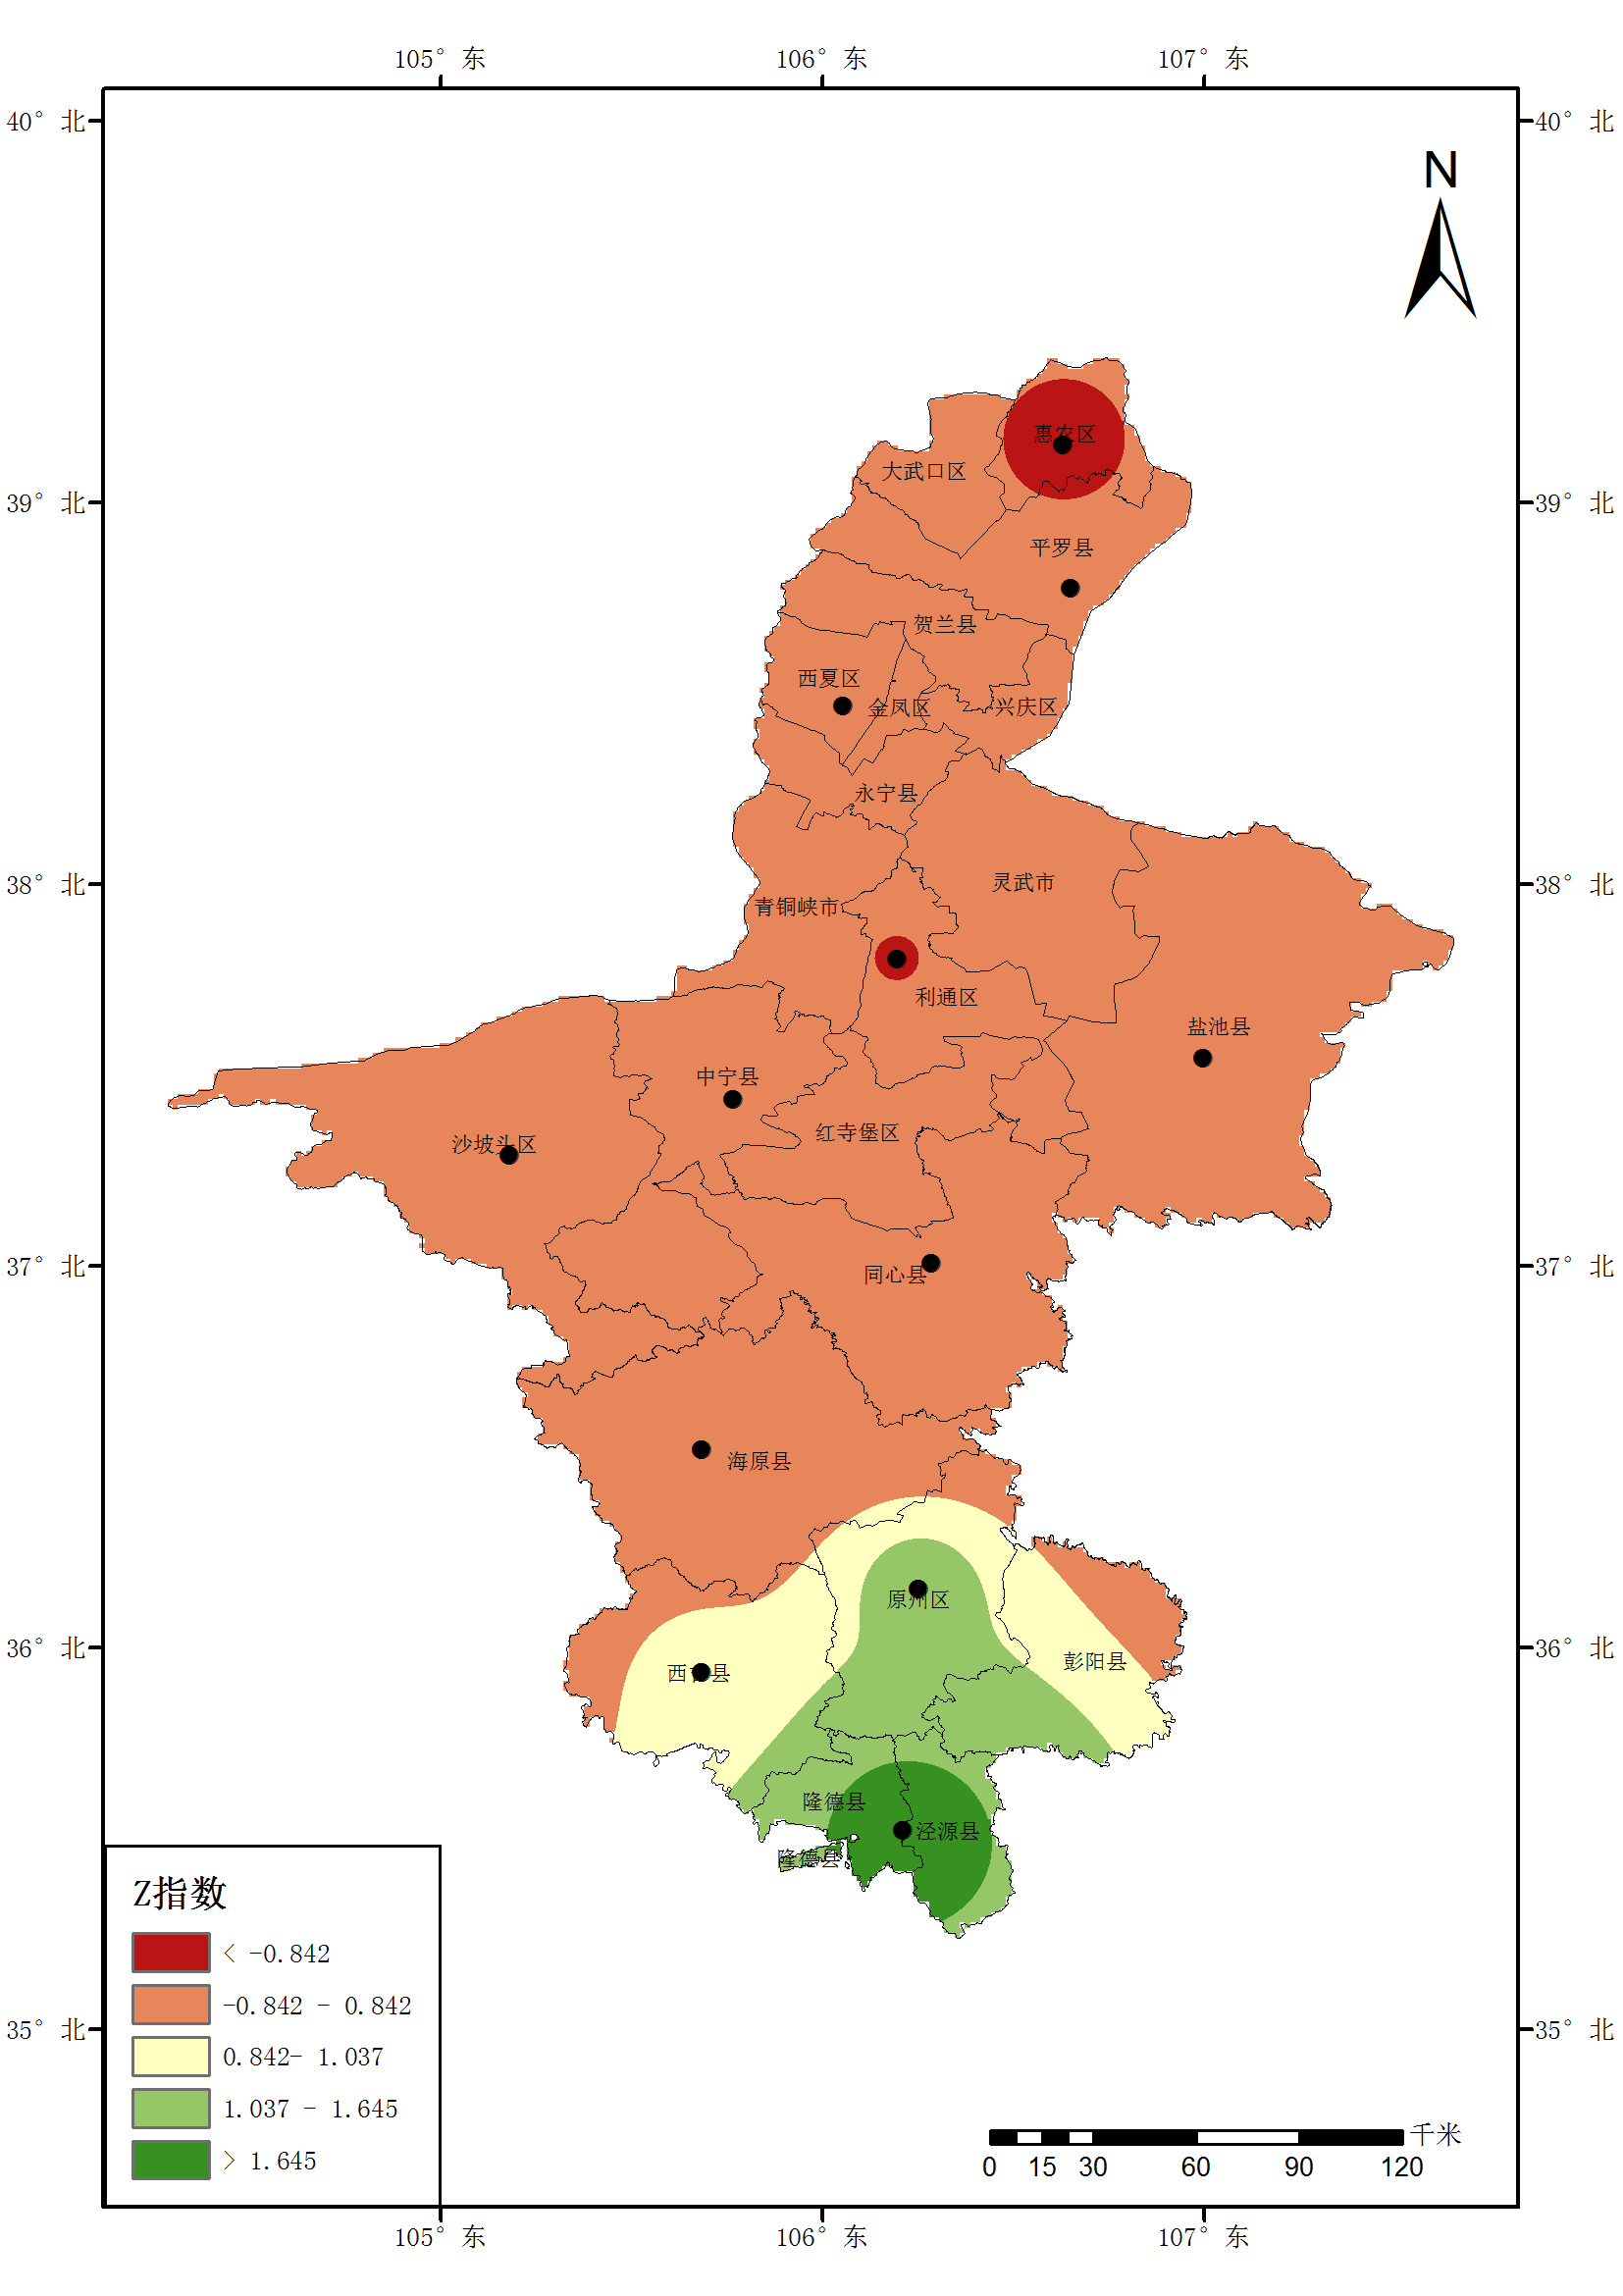 105° 东 106° 东 107° 东
40° 北 40° 北
N
惠农区
大武口区
39° 北 39° 北
平罗县
贺兰县
西夏区
金凤区 兴庆区
永宁县
38° 北 灵武市 38° 北
青铜峡市
利通区
盐池县
中宁县
红寺堡区
沙坡头区
37° 北 37° 北
同心县
海原县
原州区
36° 北 36° 北
彭阳县
西吉县
隆德县
泾源县
隆德县
Z指数
< -0.842
-0.842 - 0.842
0.842- 1.037
1.037 - 1.645
> 1.645
35° 北 35° 北
千米
0 15 30 60 90 120
105° 东 106° 东 107° 东